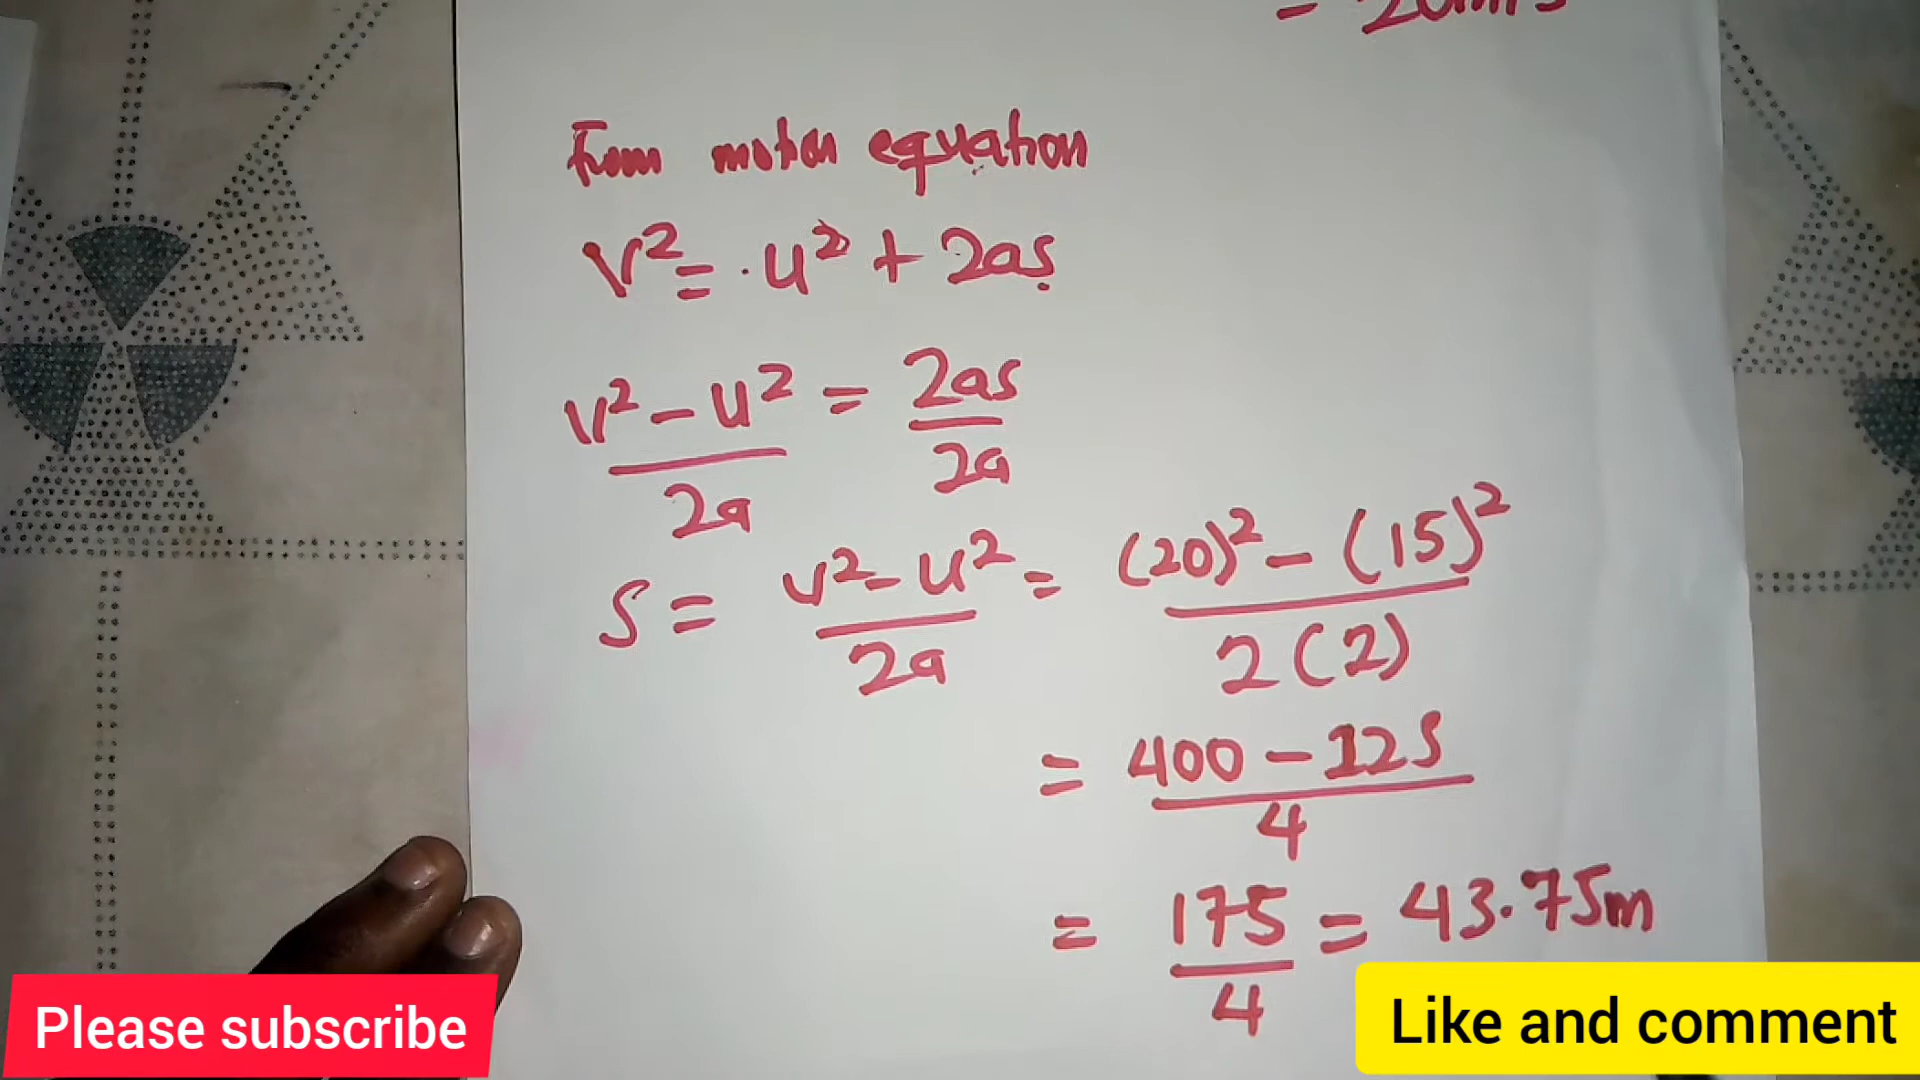 = 20m/s
From motion equation
V² = u² + 2as
V² - u² / 2a = 2as / 2a
S = v² - u² / 2a = (20)² - (15)² / 2(2)
= 400 - 225 / 4
= 175 / 4 = 43.75m
Please subscribe
Like and comment